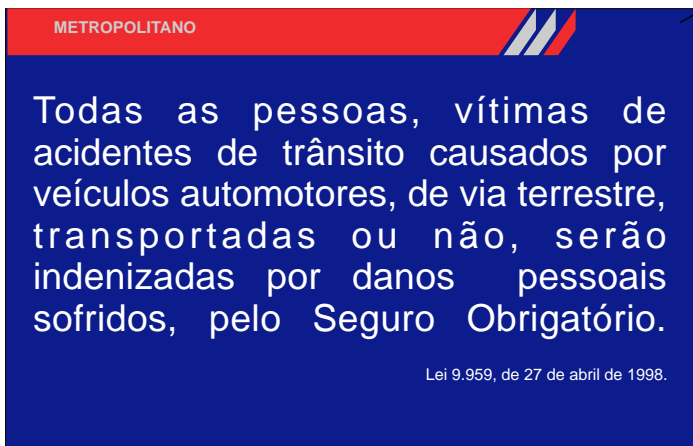 METROPOLITANO
Todas as pessoas, vítimas de
acidentes de trânsito causados por
veículos automotores, de via terrestre,
transportadas ou não, serão
indenizadas por danos pessoais
sofridos, pelo Seguro Obrigatório.
Lei 9.959, de 27 de abril de 1998.